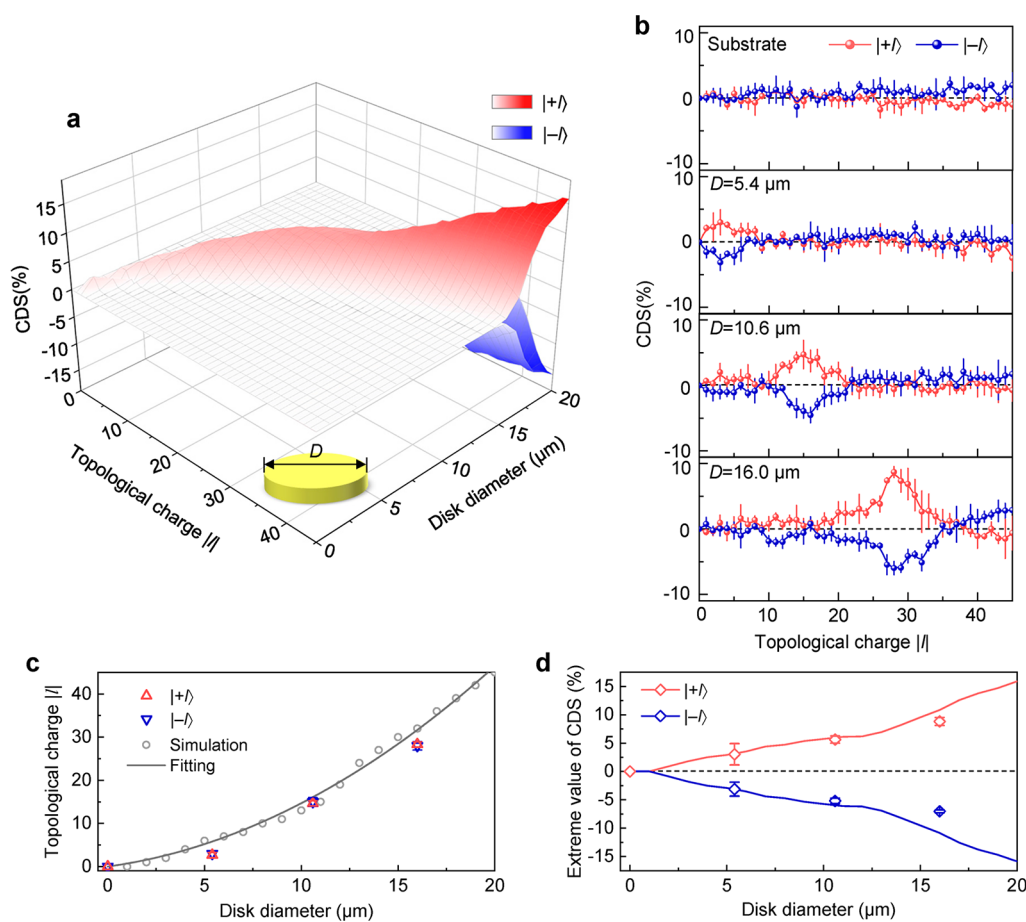 a
|+l⟩
|−l⟩
CDS(%)
15
10
5
0
-5
-10
-15
0
10
20
30
40
Topological charge |l|
0
5
10
15
20
Disk diameter (μm)
D
b
CDS(%)
10
0
-10
Substrate
|+l⟩
|−l⟩
D=5.4 μm
10
0
-10
D=10.6 μm
10
0
-10
D=16.0 μm
10
0
-10
0
10
20
30
40
Topological charge |l|
c
Topological charge |l|
40
30
20
10
0
|+l⟩
|−l⟩
Simulation
Fitting
0
5
10
15
20
Disk diameter (μm)
d
Extreme value of CDS (%)
15
10
5
0
-5
-10
-15
|+l⟩
|−l⟩
0
5
10
15
20
Disk diameter (μm)